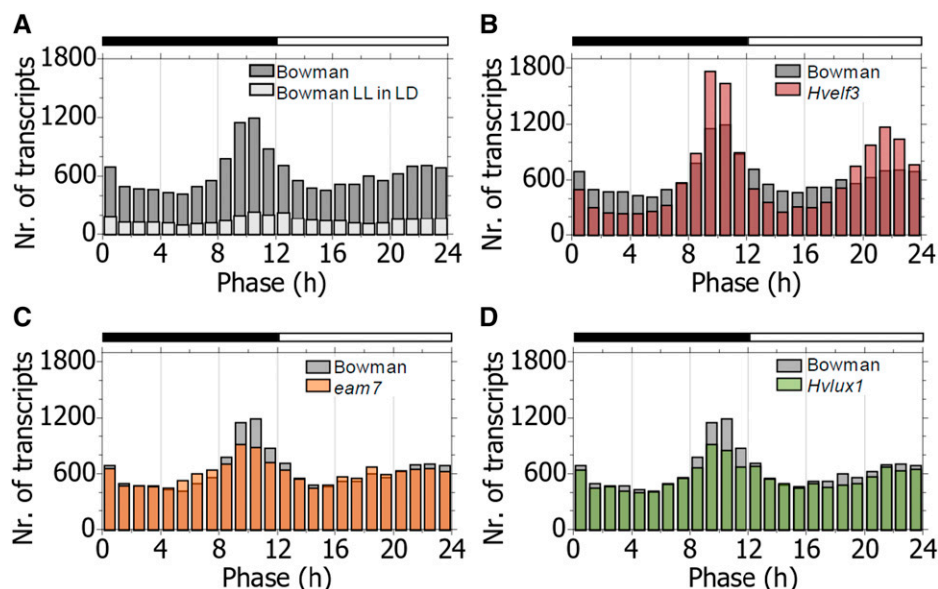 A
1800
1200
600
0
Nr. of transcripts
Bowman
Bowman LL in LD
0 4 8 12 16 20 24
Phase (h)
B
1800
1200
600
0
Nr. of transcripts
Bowman
Hvelf3
0 4 8 12 16 20 24
Phase (h)
C
1800
1200
600
0
Nr. of transcripts
Bowman
eam7
0 4 8 12 16 20 24
Phase (h)
D
1800
1200
600
0
Nr. of transcripts
Bowman
Hvlux1
0 4 8 12 16 20 24
Phase (h)